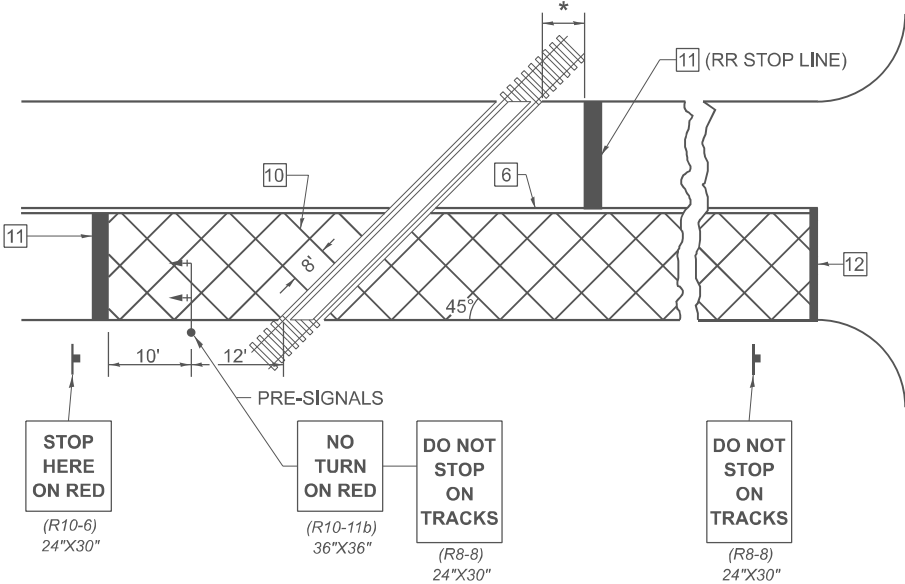 *
11 (RR STOP LINE)
10
6
11
8'
12
45°
10'
12'
PRE-SIGNALS
STOP
HERE
ON RED
(R10-6)
24"X30"
NO
TURN
ON RED
(R10-11b)
36"X36"
DO NOT
STOP
ON
TRACKS
(R8-8)
24"X30"
DO NOT
STOP
ON
TRACKS
(R8-8)
24"X30"